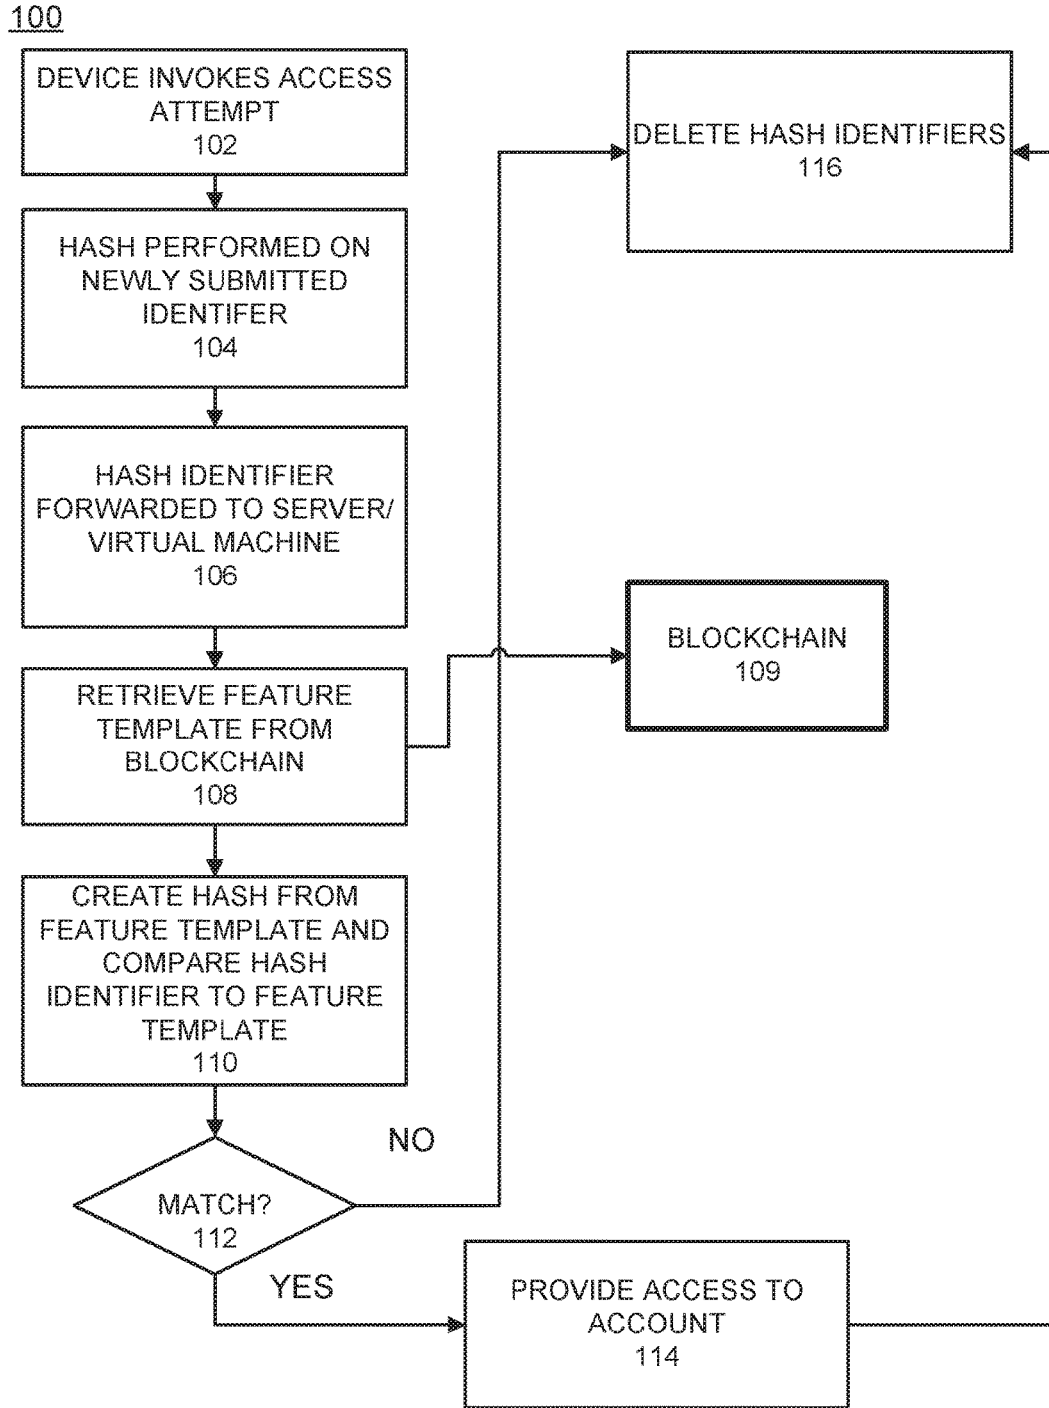 100
DEVICE INVOKES ACCESS
ATTEMPT
102
HASH PERFORMED ON
NEWLY SUBMITTED
IDENTIFER
104
HASH IDENTIFIER
FORWARDED TO SERVER/
VIRTUAL MACHINE
106
RETRIEVE FEATURE
TEMPLATE FROM
BLOCKCHAIN
108
CREATE HASH FROM
FEATURE TEMPLATE AND
COMPARE HASH
IDENTIFIER TO FEATURE
TEMPLATE
110
MATCH?
112
NO
YES
PROVIDE ACCESS TO
ACCOUNT
114
BLOCKCHAIN
109
DELETE HASH IDENTIFIERS
116